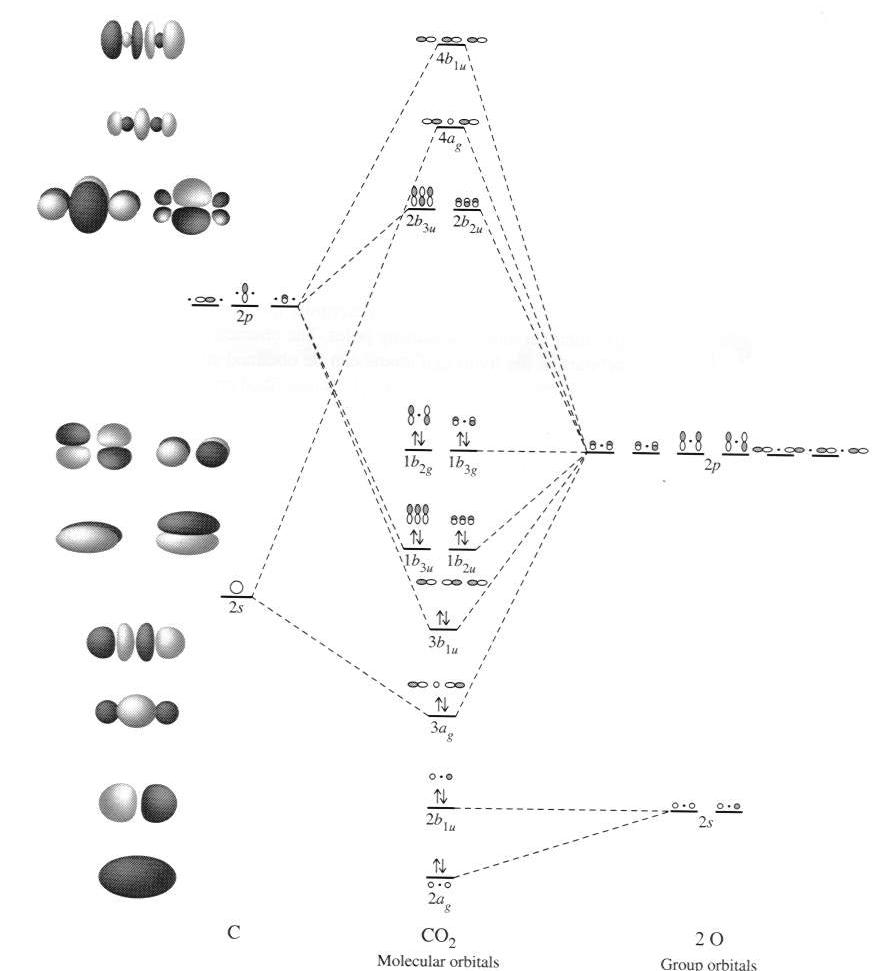 4b1u
4ag
2b3u 2b2u
2p
1b2g 1b3g
2p
1b3u 1b2u
2s
3b1u
3ag
2b1u
2s
2ag
C CO2 2 O
Molecular orbitals Group orbitals